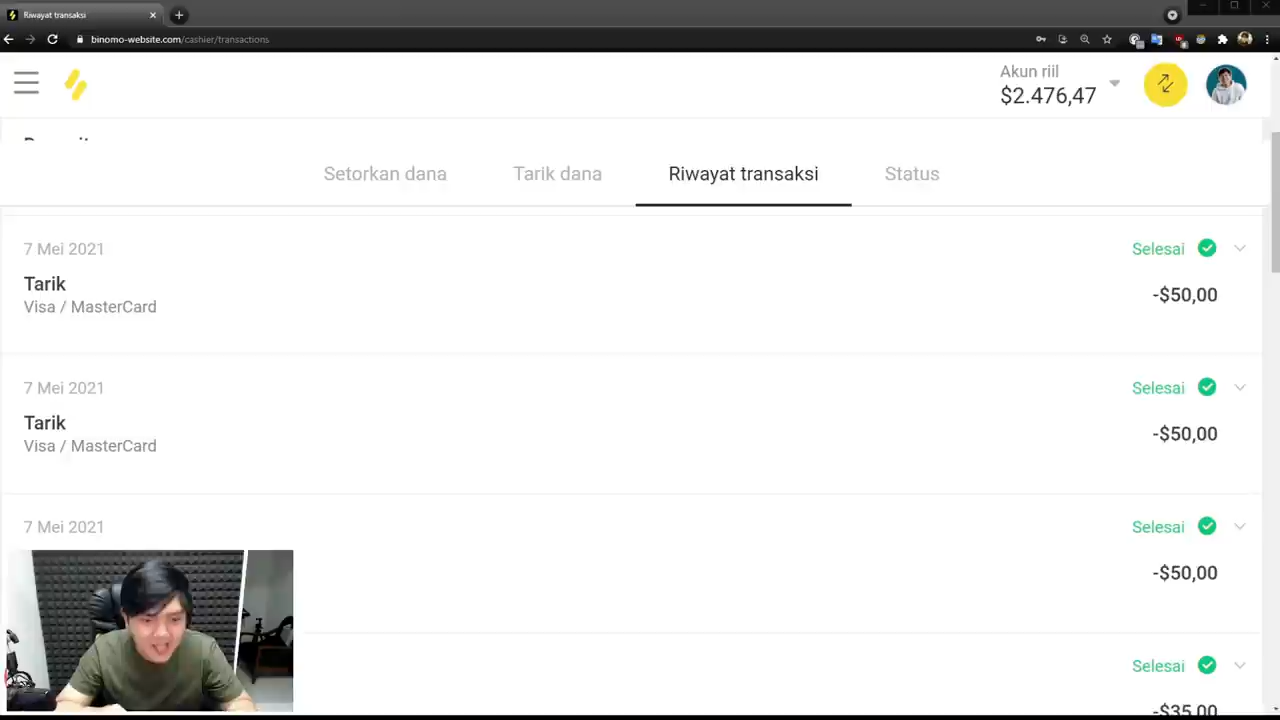 Riwayat transaksi
binomo-website.com/cashier/transactions
Akun riil
$2.476,47
Setorkan dana
Tarik dana
Riwayat transaksi
Status
7 Mei 2021
Selesai
Tarik
Visa / MasterCard
-$50,00
7 Mei 2021
Selesai
Tarik
Visa / MasterCard
-$50,00
7 Mei 2021
Selesai
-$50,00
Selesai
-$35,00